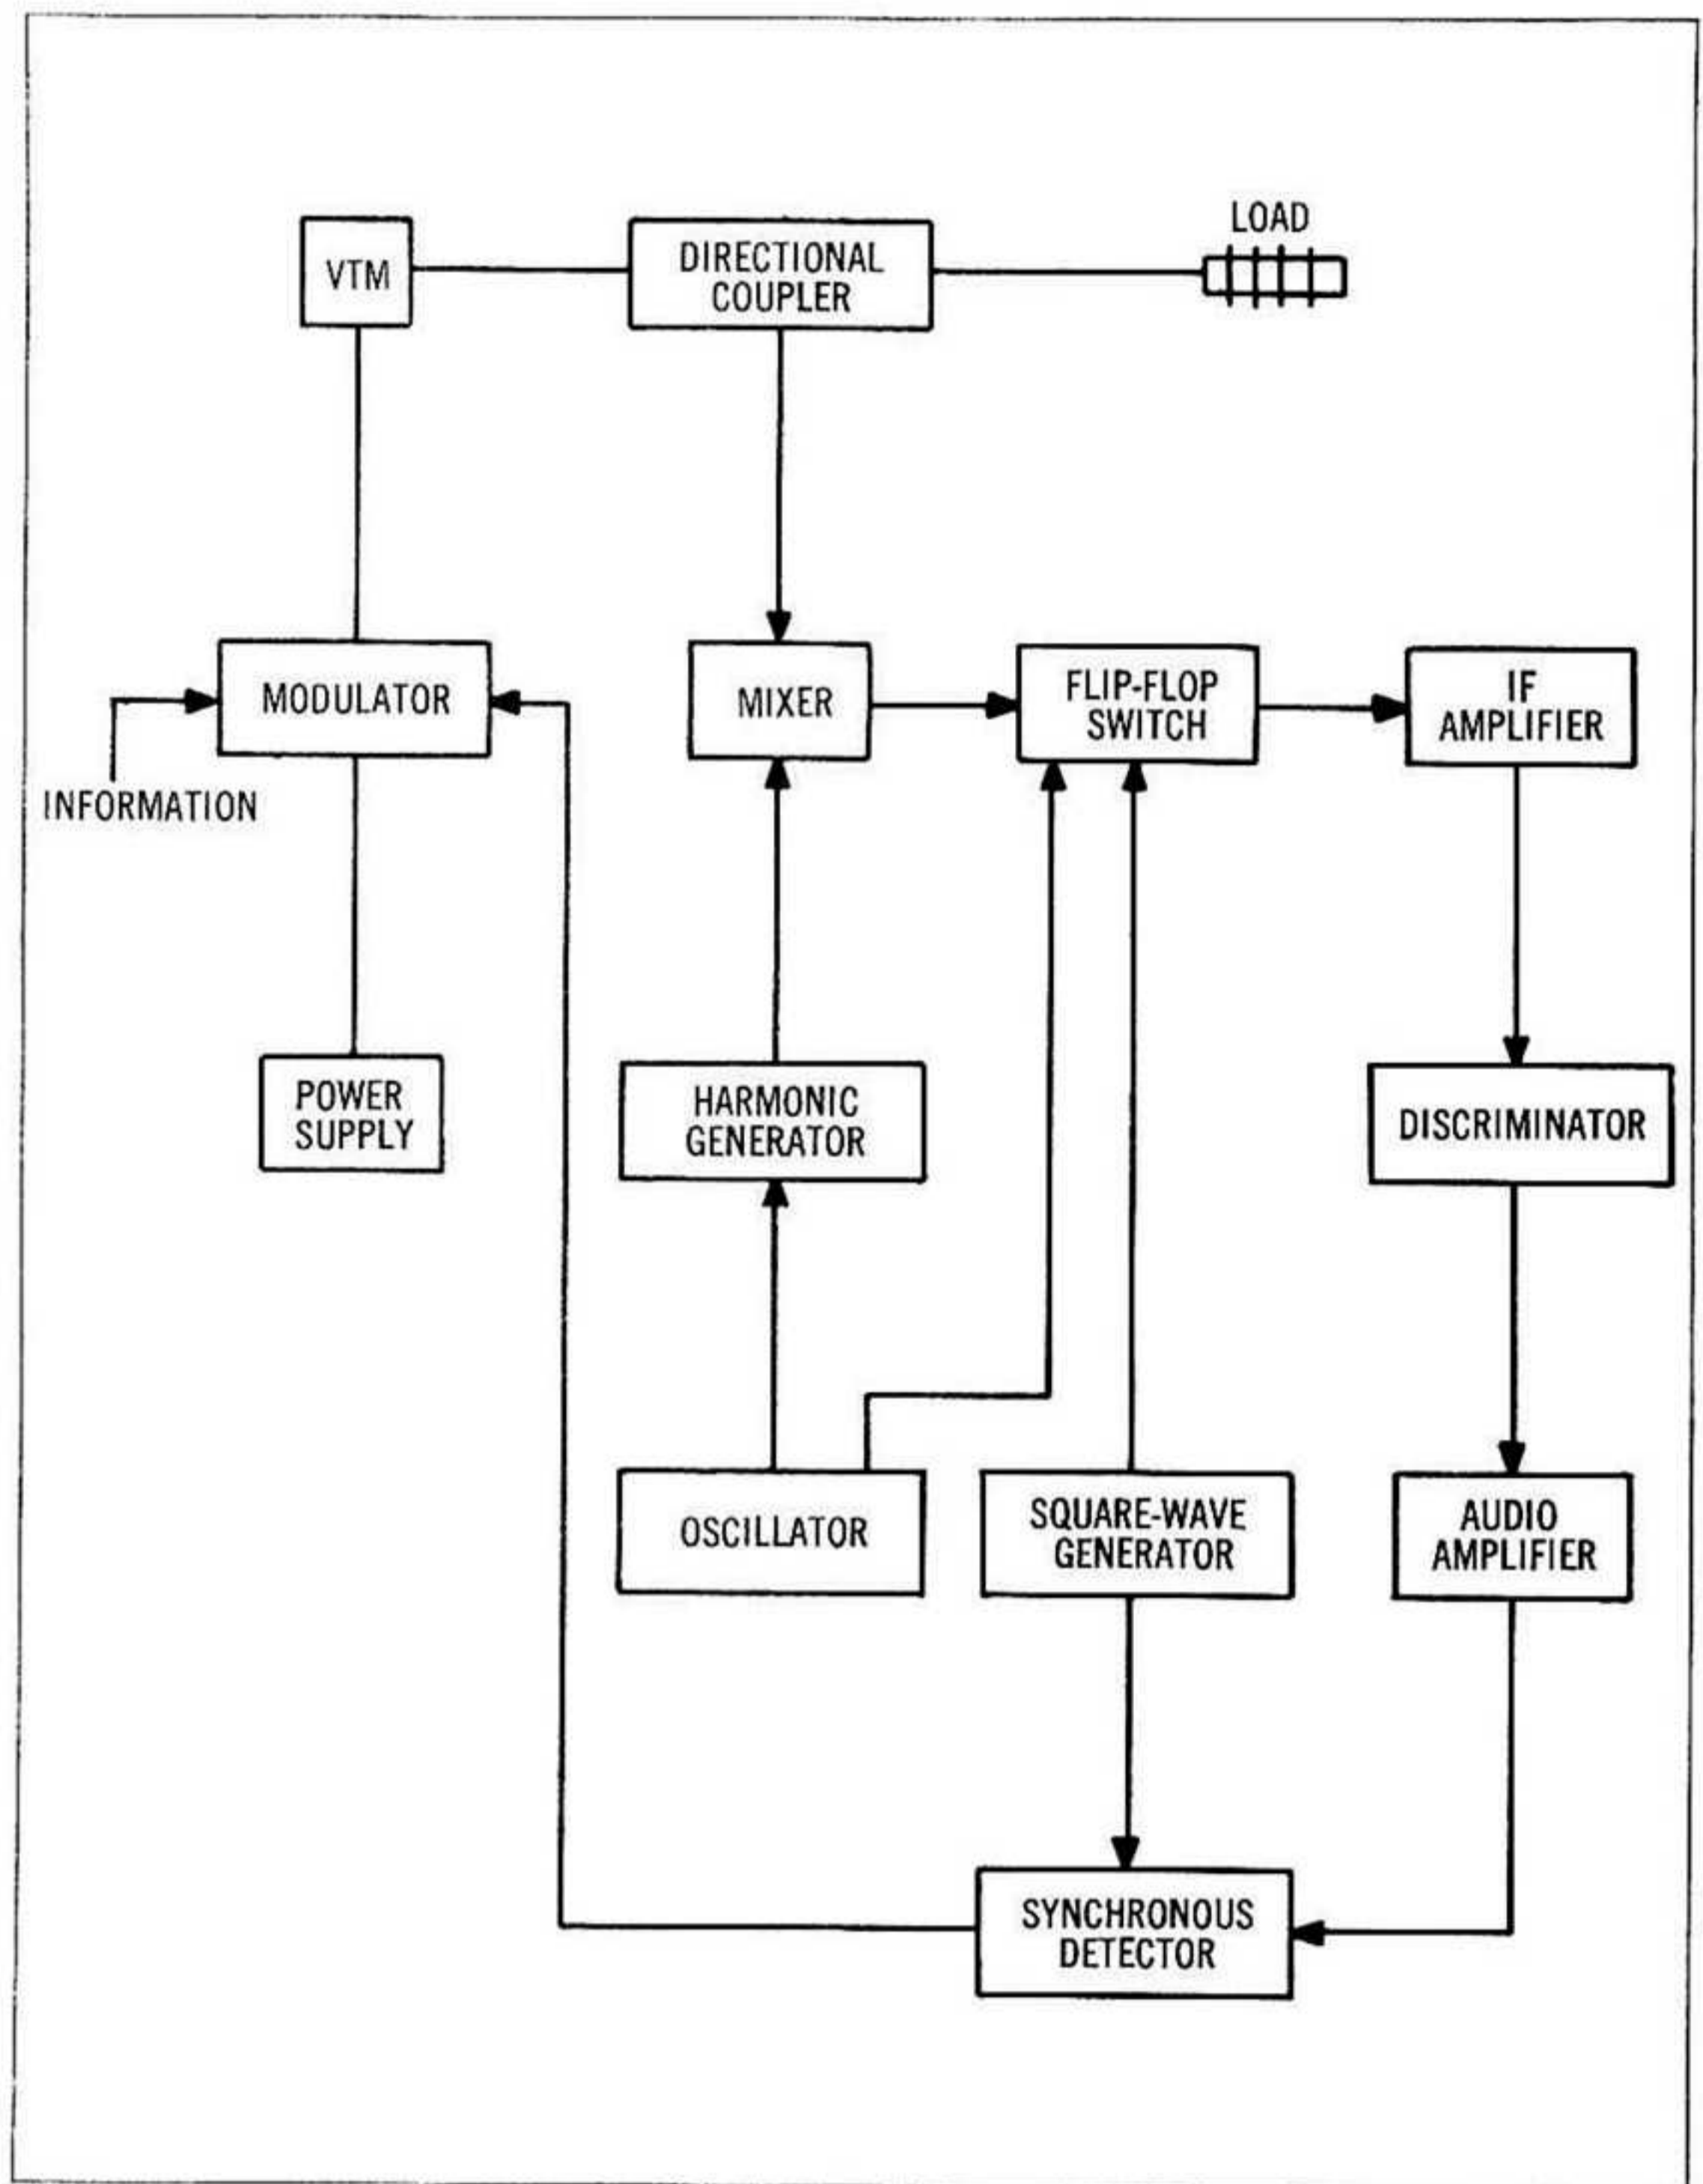 LOAD
VTM
DIRECTIONAL
COUPLER
MODULATOR
MIXER
FLIP-FLOP
SWITCH
IF
AMPLIFIER
INFORMATION
POWER
SUPPLY
HARMONIC
GENERATOR
DISCRIMINATOR
OSCILLATOR
SQUARE-WAVE
GENERATOR
AUDIO
AMPLIFIER
SYNCHRONOUS
DETECTOR